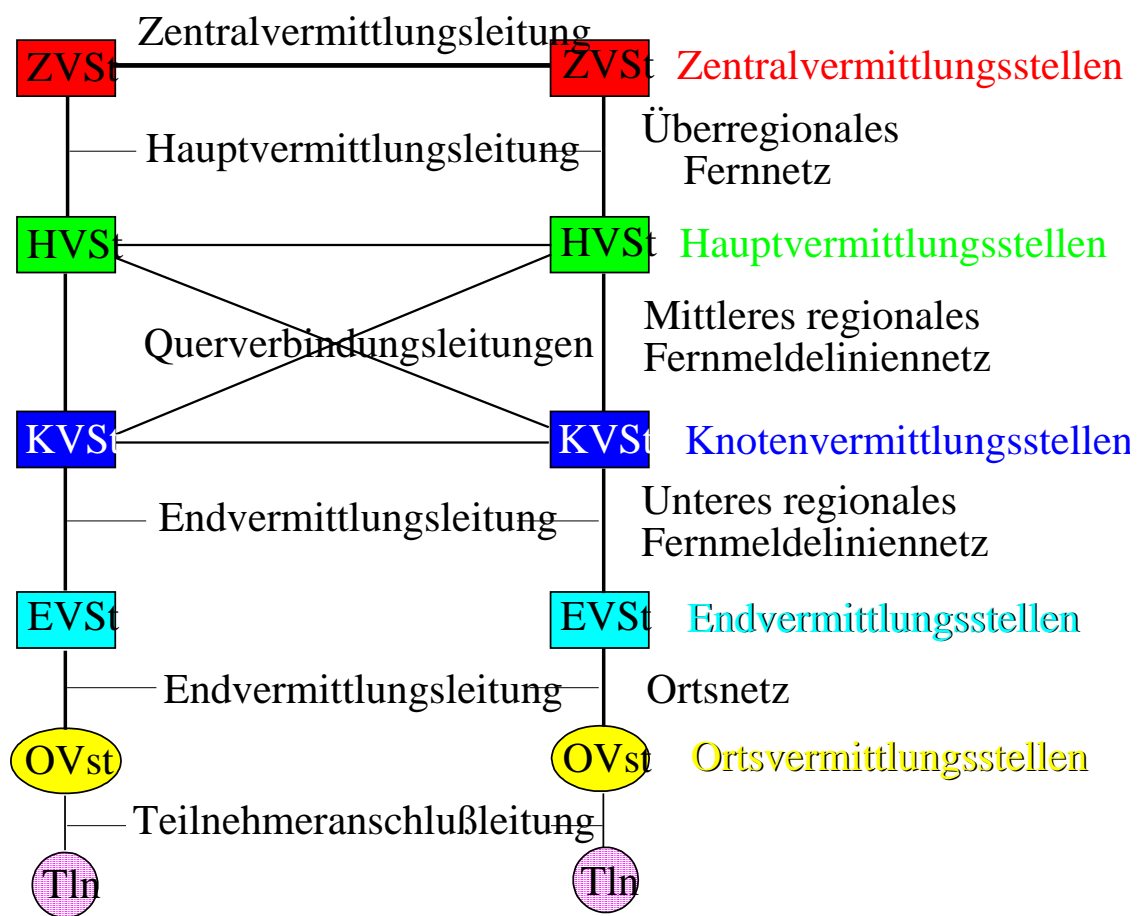 Zentralvermittlungsleitung
ZVSt ZVSt Zentralvermittlungsstellen
Hauptvermittlungsleitung
Überregionales
Fernnetz
HVSt HVSt Hauptvermittlungsstellen
Querverbindungsleitungen
Mittleres regionales
Fernmeldeliniennetz
KVSt KVSt Knotenvermittlungsstellen
Endvermittlungsleitung
Unteres regionales
Fernmeldeliniennetz
EVSt EVSt Endvermittlungsstellen
Endvermittlungsleitung Ortsnetz
OVst OVst Ortsvermittlungsstellen
Teilnehmeranschlußleitung
Tln Tln